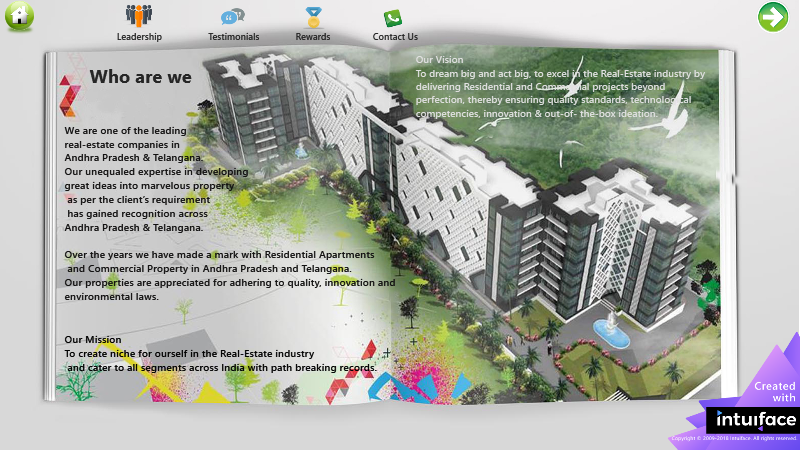 Leadership
Testimonials
Rewards
Contact Us
Who are we
We are one of the leading
real-estate companies in
Andhra Pradesh & Telangana.
Our unequaled expertise in developing
great ideas into marvelous property
as per the client's requirement
has gained recognition across
Andhra Pradesh & Telangana.
Over the years we have made a mark with Residential Apartments
and Commercial Property in Andhra Pradesh and Telangana.
Our properties are appreciated for adhering to quality, innovation and
environmental laws.
Our Mission
To create niche for ourself in the Real-Estate industry
and cater to all segments across India with path breaking records.
Our Vision
To dream big and act big, to excel in the Real-Estate industry by
delivering Residential and Commercial projects beyond
perfection, thereby ensuring quality standards, technological
competencies, innovation & out-of- the-box ideation.
Created
with
intuıface
Copyright © 2009-2016 Intuiface. All rights reserved.